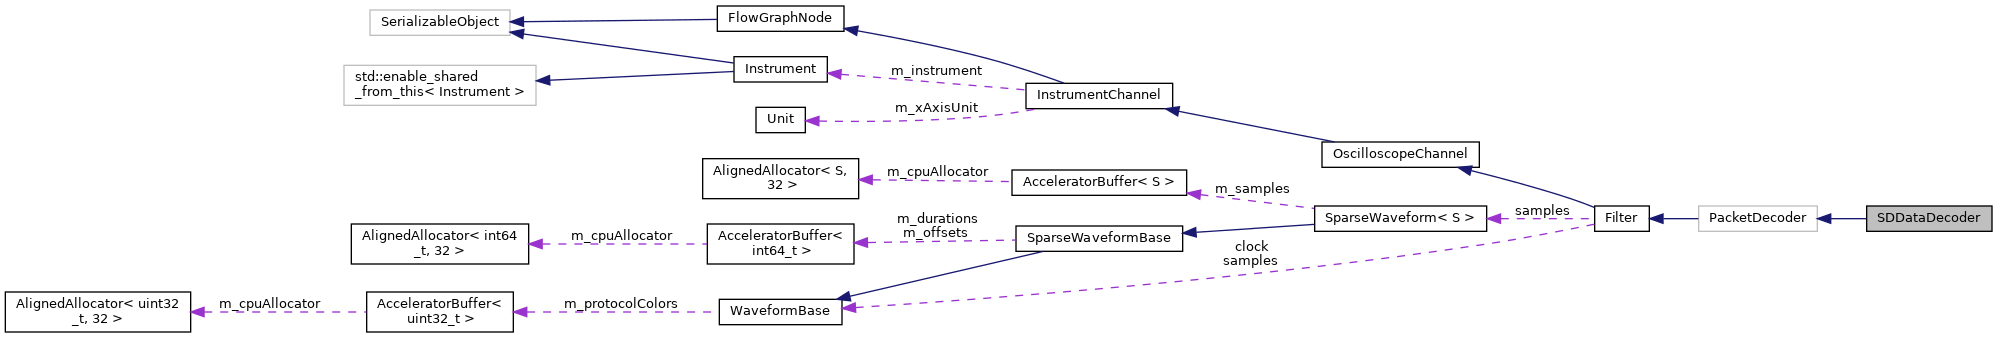 SerializableObject
FlowGraphNode
std::enable_shared
_from_this< Instrument >
Instrument
m_instrument
InstrumentChannel
Unit
m_xAxisUnit
OscilloscopeChannel
AlignedAllocator< S,
32 >
m_cpuAllocator
AcceleratorBuffer< S >
m_samples
SparseWaveform< S >
samples
Filter
PacketDecoder
SDDataDecoder
AlignedAllocator< int64
_t, 32 >
m_cpuAllocator
AcceleratorBuffer<
int64_t >
m_durations
m_offsets
SparseWaveformBase
clock
samples
AlignedAllocator< uint32
_t, 32 >
m_cpuAllocator
AcceleratorBuffer<
uint32_t >
m_protocolColors
WaveformBase